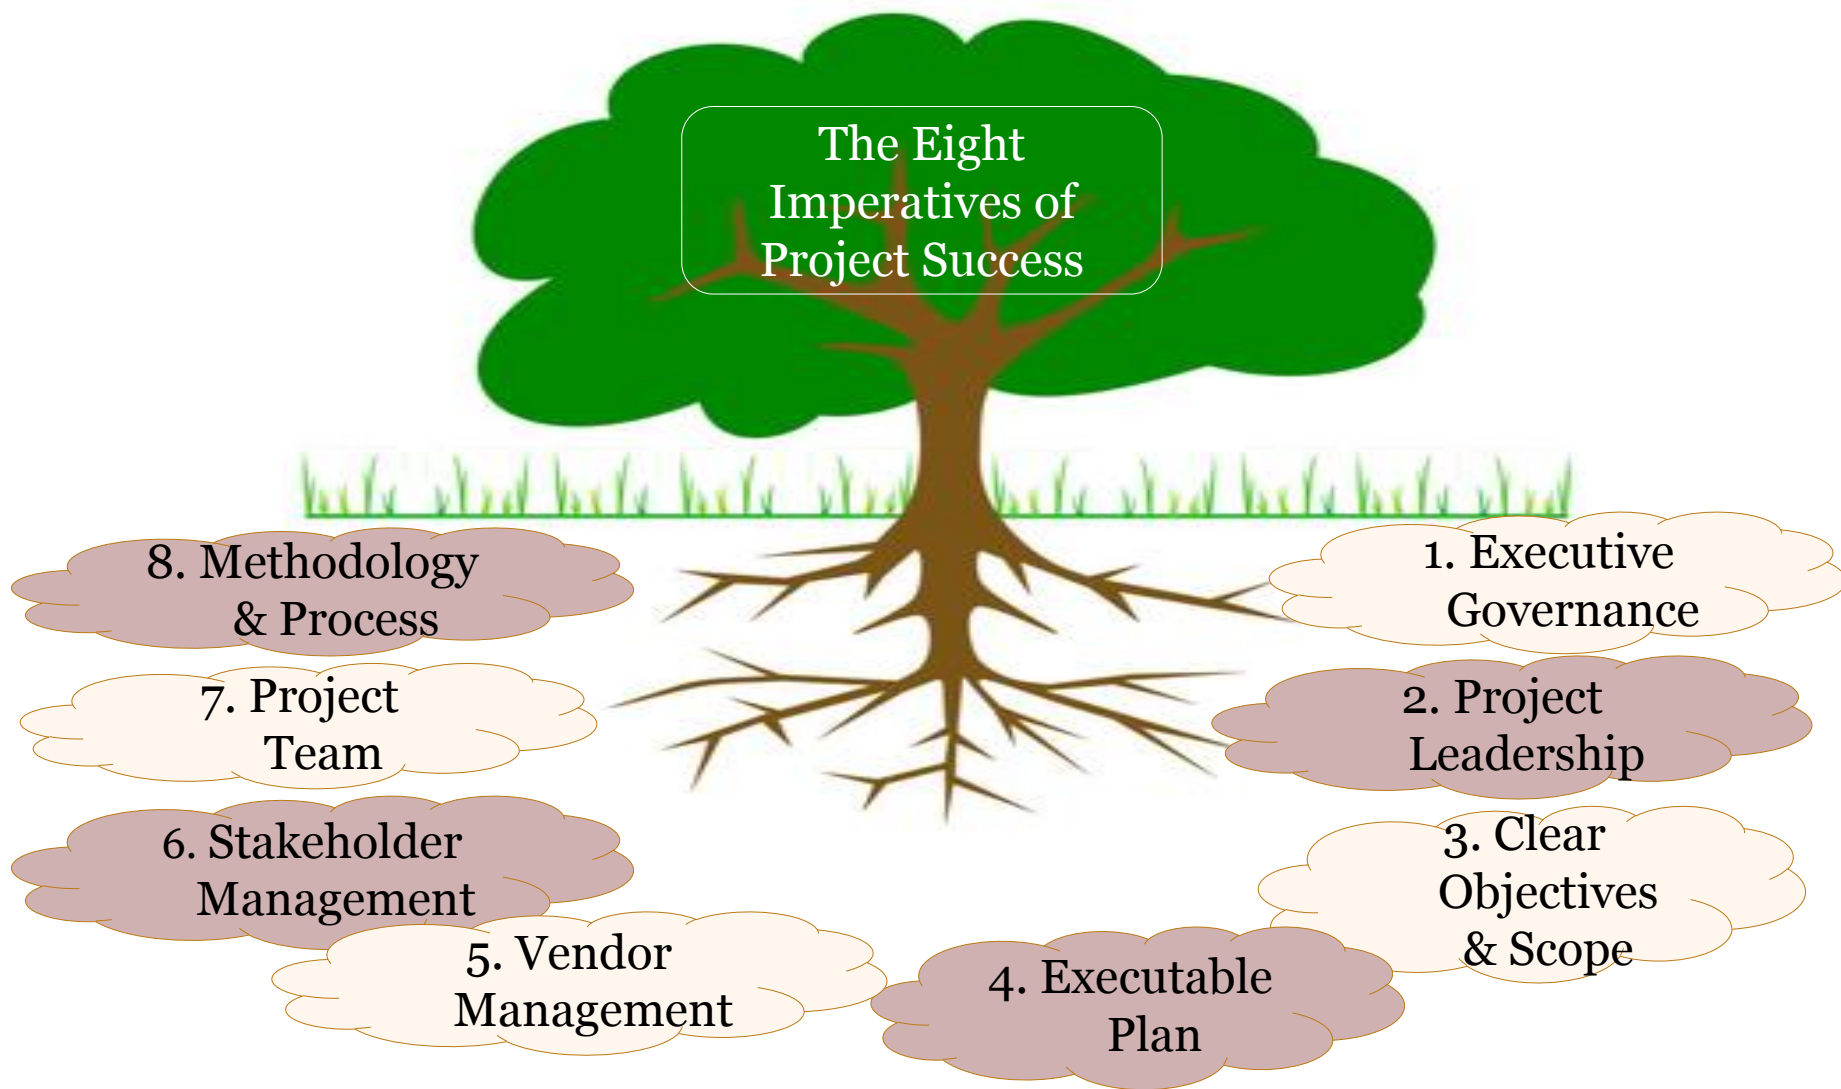 The Eight
Imperatives of
Project Success
1. Executive
Governance
2. Project
Leadership
3. Clear
Objectives
& Scope
4. Executable
Plan
5. Vendor
Management
6. Stakeholder
Management
7. Project
Team
8. Methodology
& Process